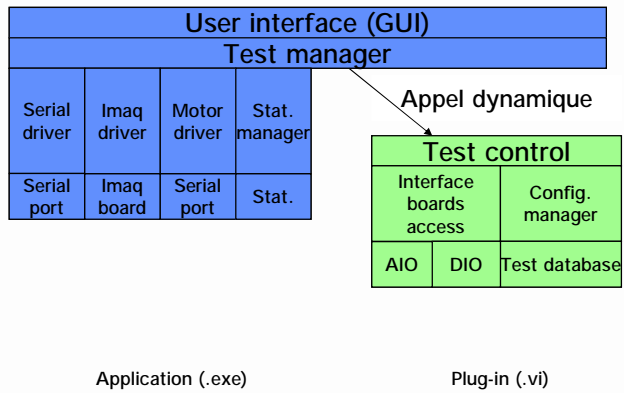 User interface (GUI)
Test manager
Serial driver
Imaq driver
Motor driver
Stat. manager
Appel dynamique
Serial port
Imaq board
Serial port
Stat.
Test control
Interface boards access
Config. manager
AIO
DIO
Test database
Application (.exe)
Plug-in (.vi)